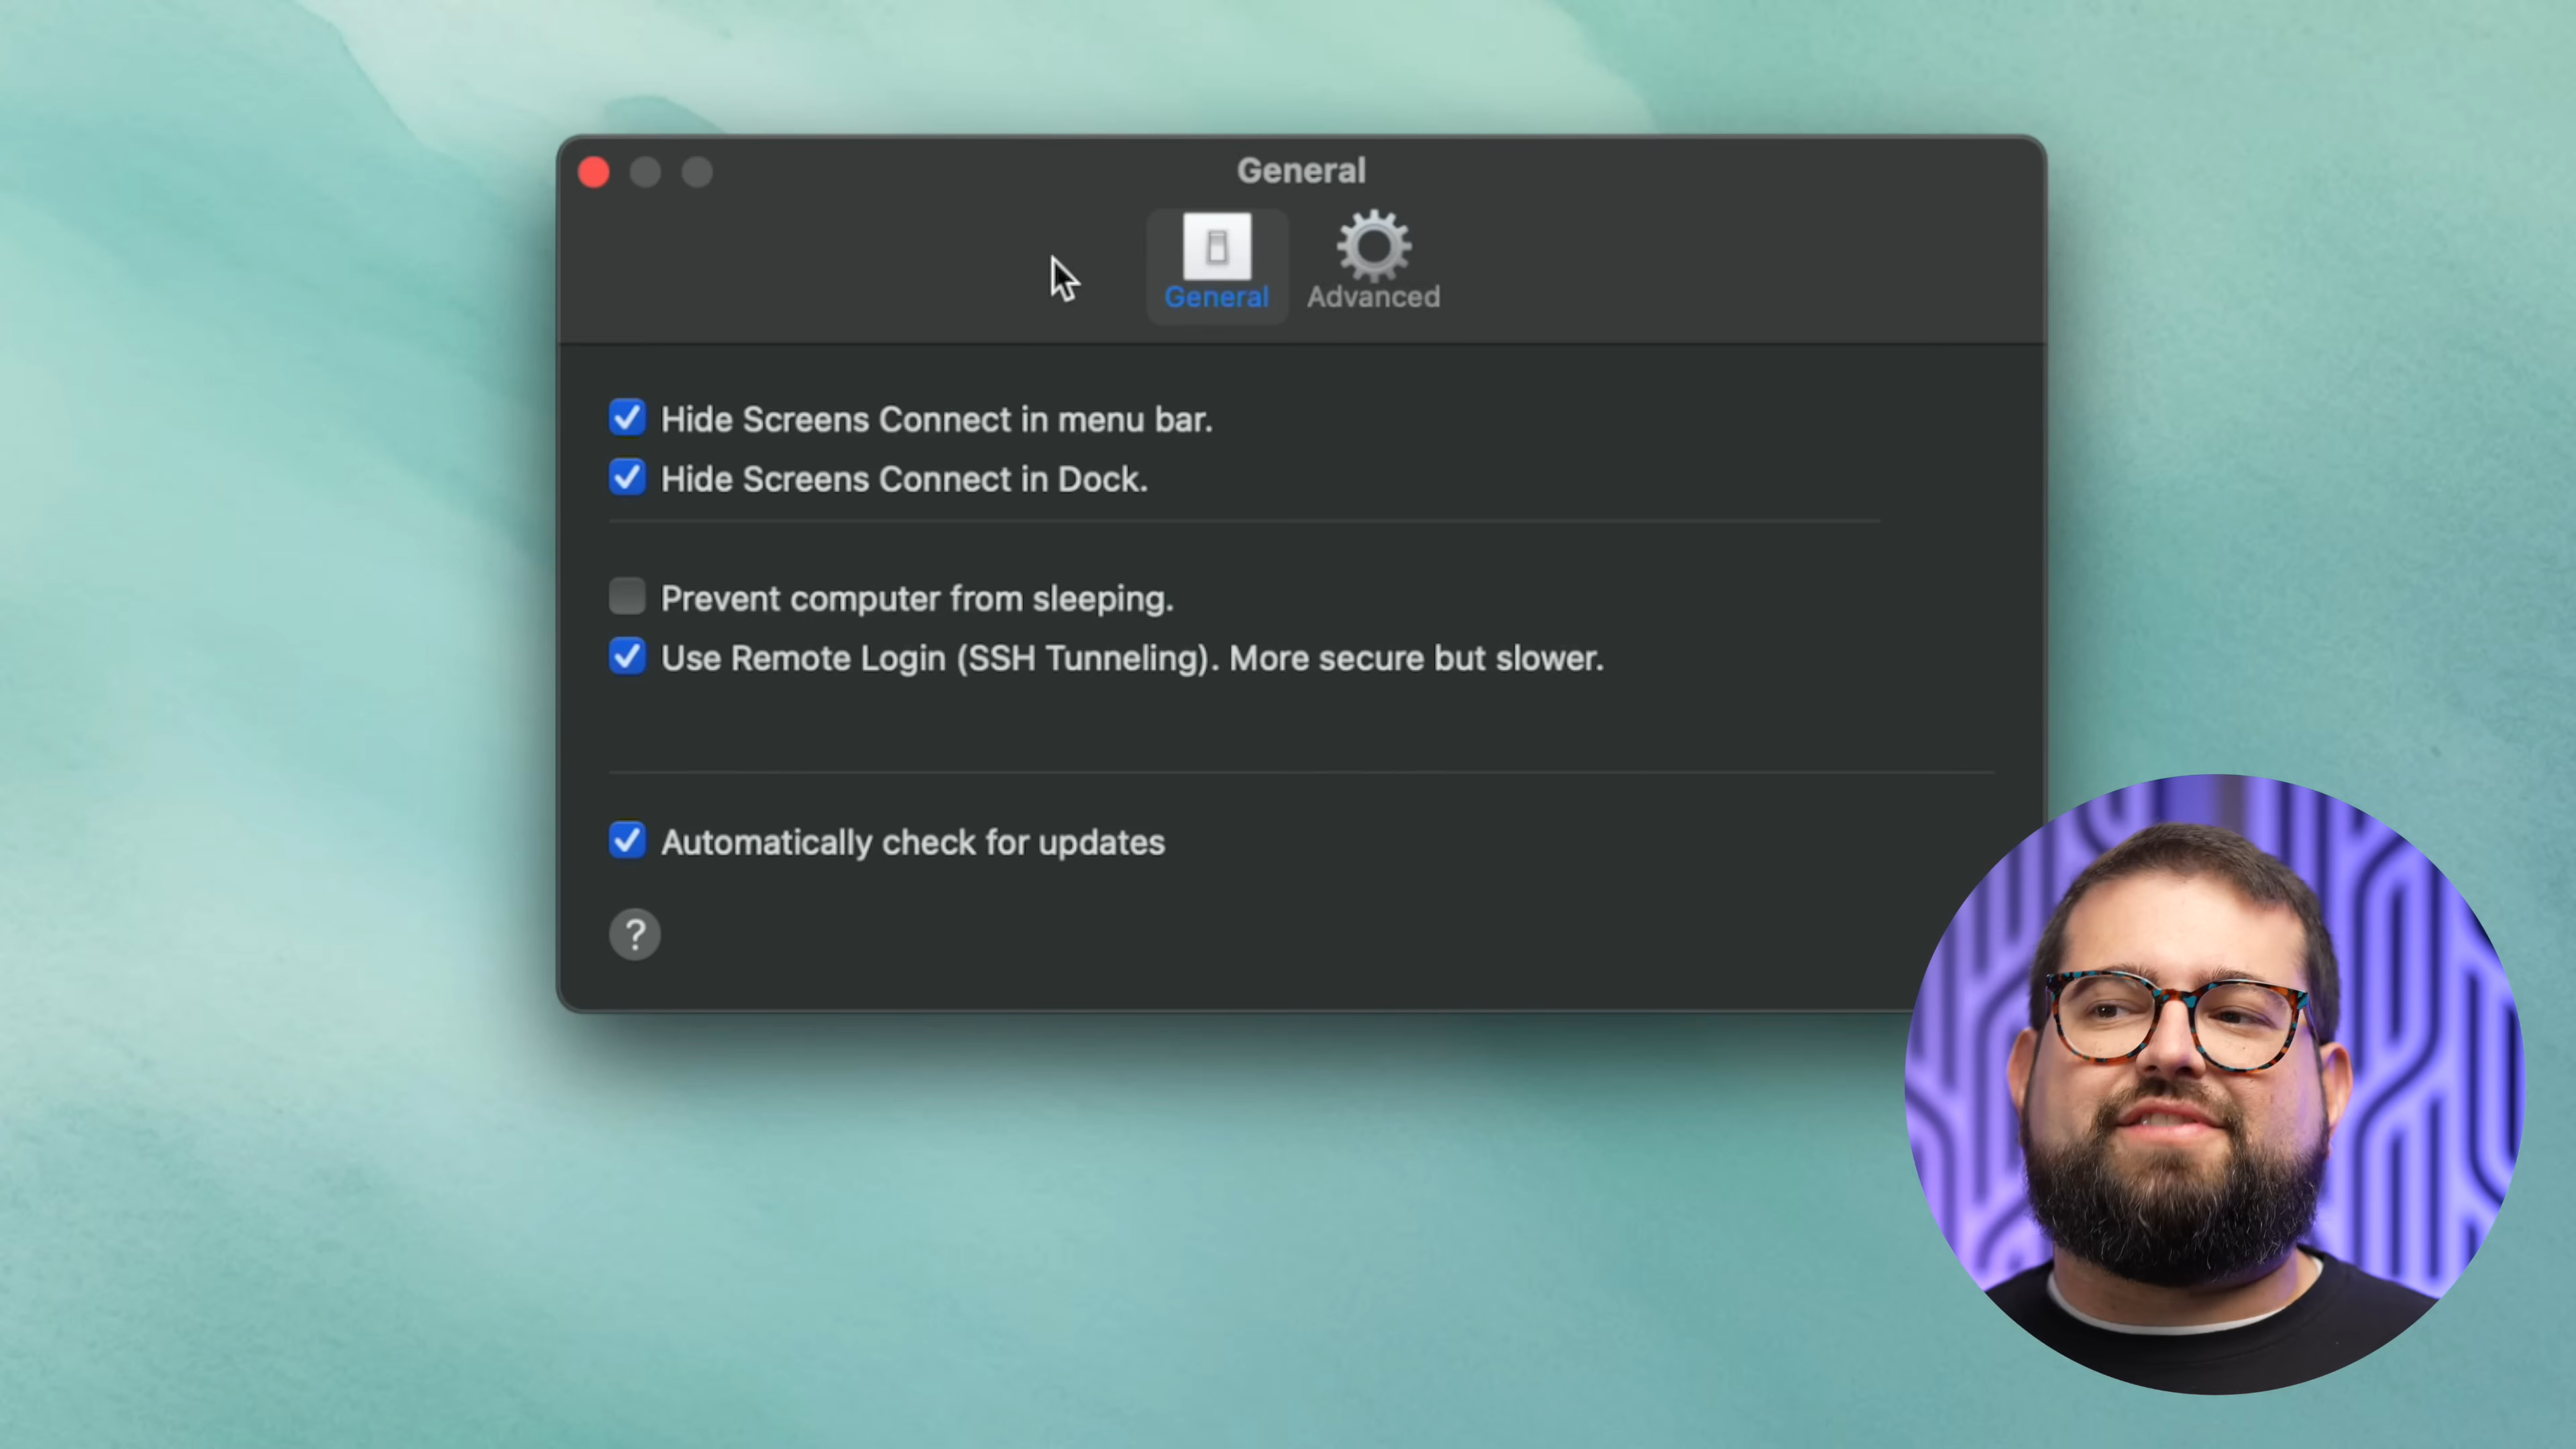 General
General
Advanced
Hide Screens Connect in menu bar.
Hide Screens Connect in Dock.
Prevent computer from sleeping.
Use Remote Login (SSH Tunneling). More secure but slower.
Automatically check for updates
?